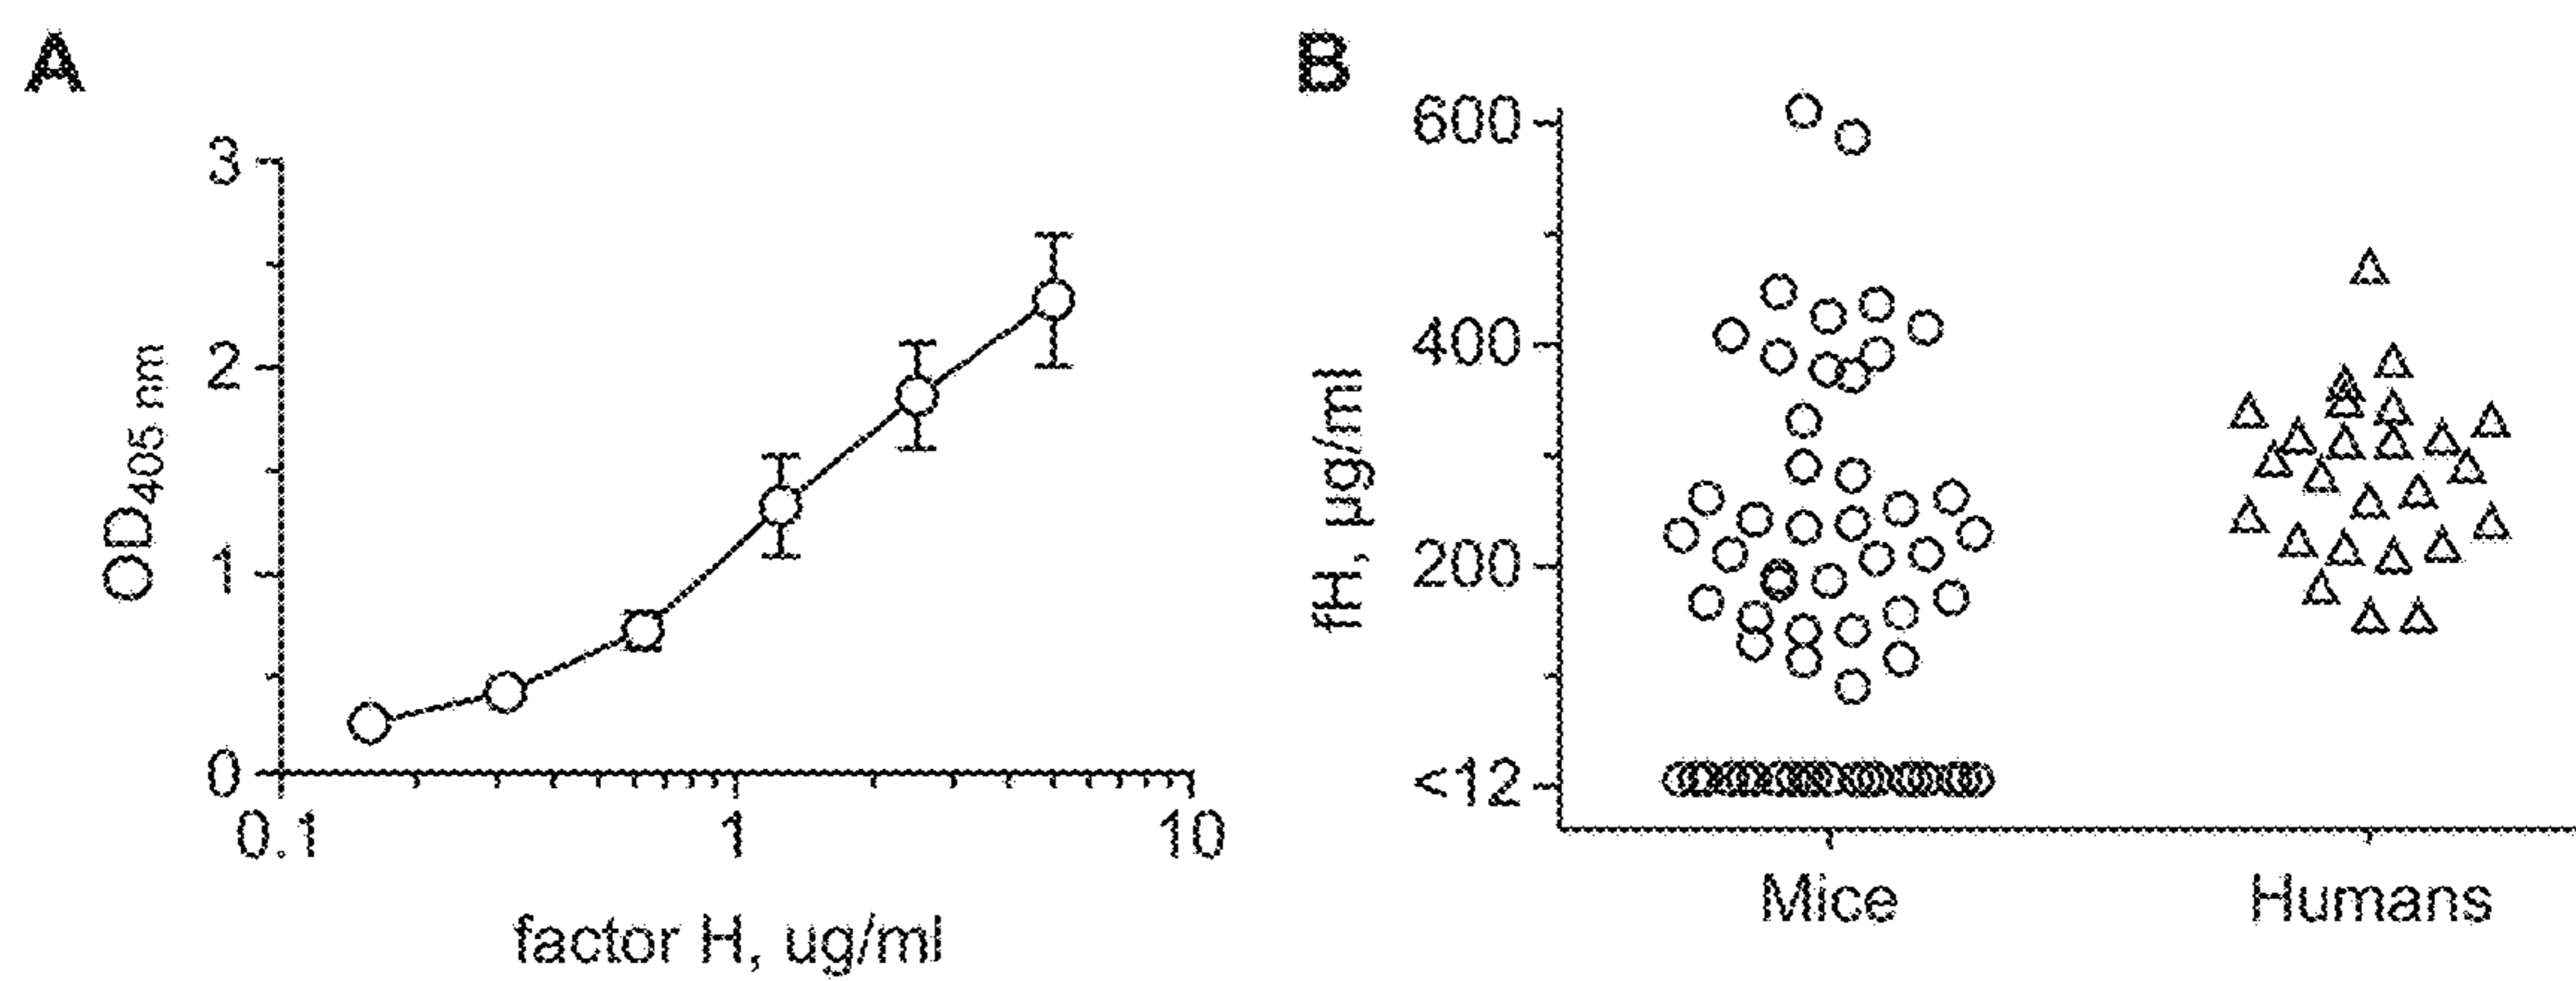 A
3
2
1
0
OD405 nm
0.1
1
10
factor H, ug/ml
B
600
400
200
<12
fH, µg/ml
Mice
Humans